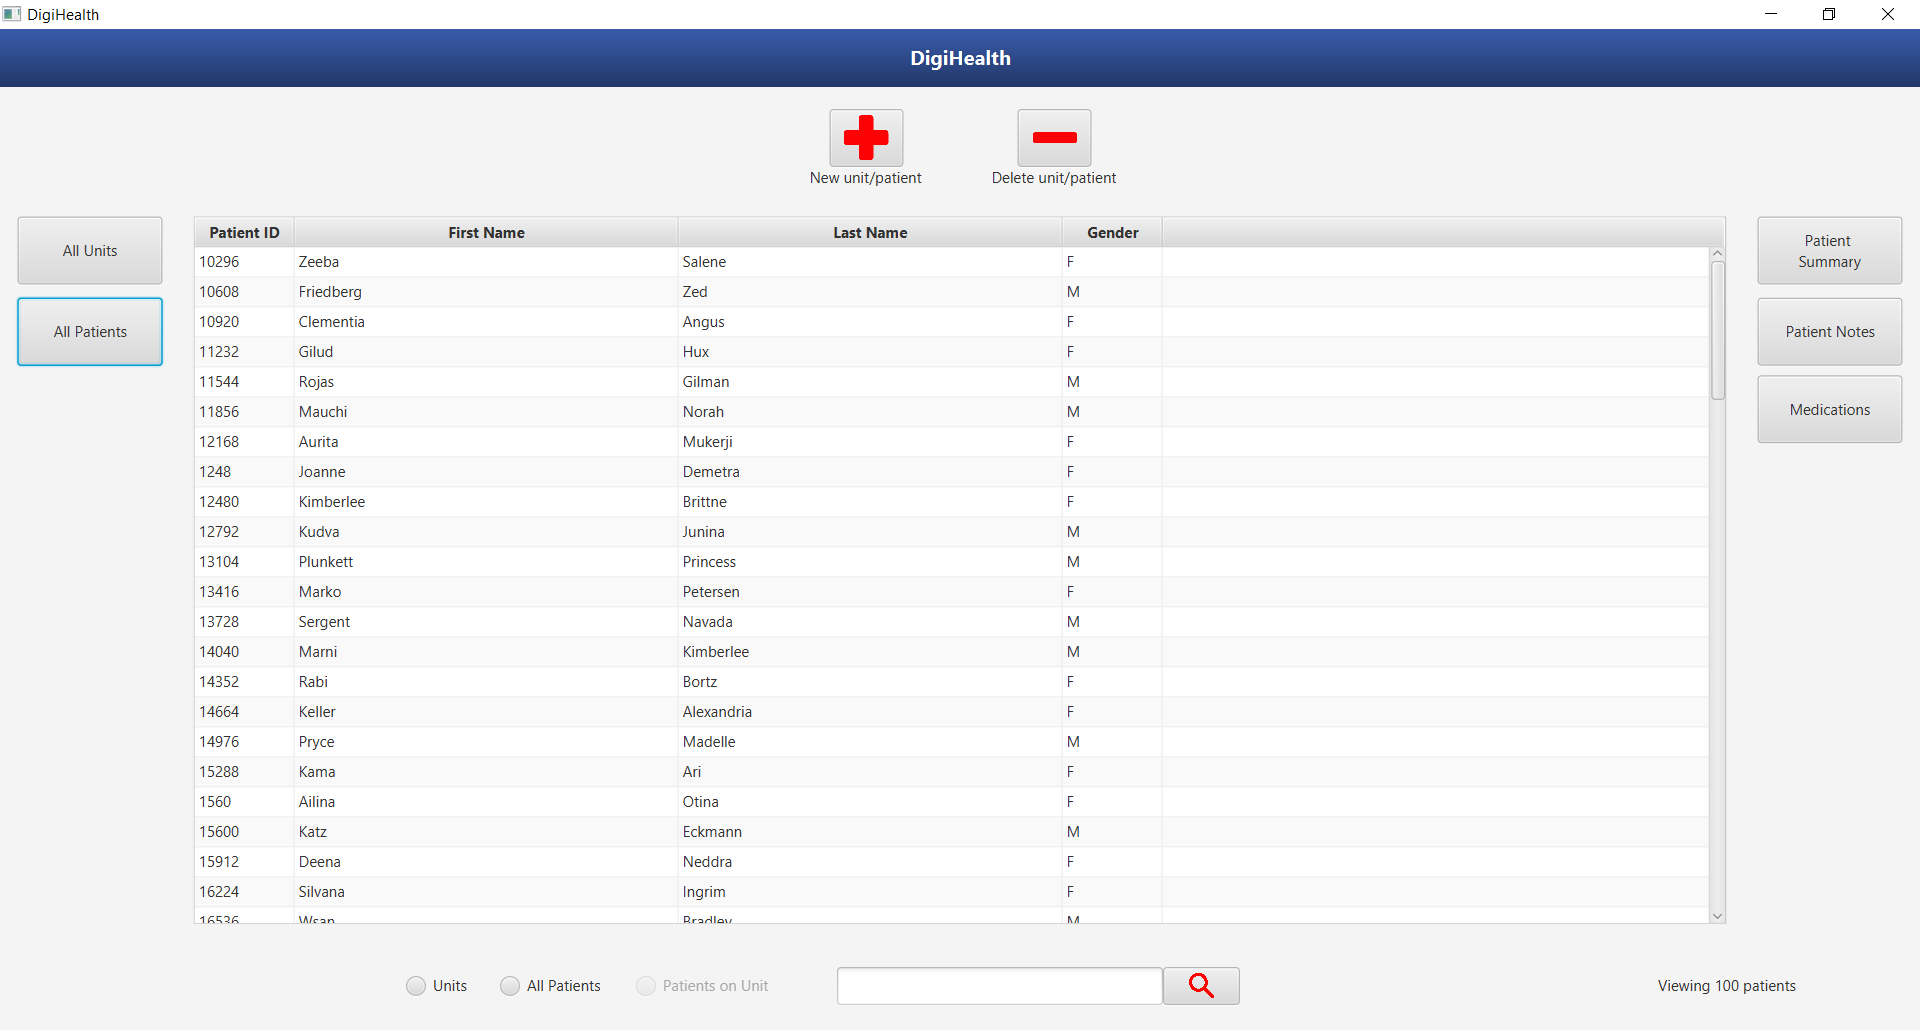 DigiHealth
DigiHealth
New unit/patient Delete unit/patient
All Units
All Patients
Patient ID First Name Last Name Gender
10296 Zeeba Salene F
10608 Friedberg Zed M
10920 Clementia Angus F
11232 Gilud Hux F
11544 Rojas Gilman M
11856 Mauchi Norah M
12168 Aurita Mukerji F
1248 Joanne Demetra F
12480 Kimberlee Brittne F
12792 Kudva Junina M
13104 Plunkett Princess M
13416 Marko Petersen F
13728 Sergent Navada M
14040 Marni Kimberlee M
14352 Rabi Bortz F
14664 Keller Alexandria F
14976 Pryce Madelle M
15288 Kama Ari F
1560 Ailina Otina F
15600 Katz Eckmann M
15912 Deena Neddra F
16224 Silvana Ingrim F
16536 Wsan Bradley M
Patient
Summary
Patient Notes
Medications
Units All Patients Patients on Unit
Viewing 100 patients